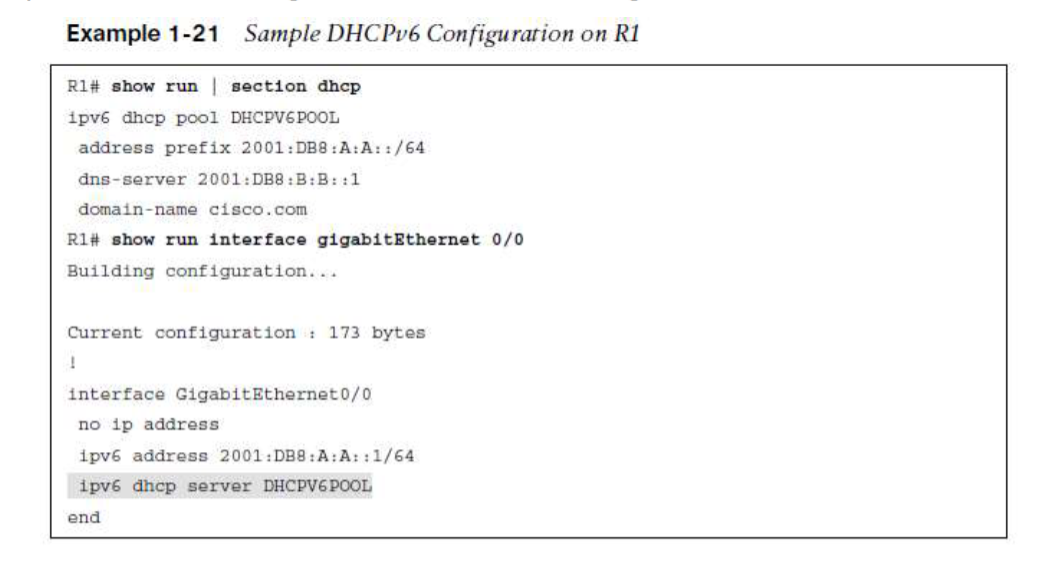 Example 1-21 Sample DHCPv6 Configuration on R1
R1# show run | section dhcp
ipv6 dhcp pool DHCPV6POOL
address prefix 2001:DB8:A:A::/64
dns-server 2001:DB8:B:B::1
domain-name cisco.com
R1# show run interface gigabitEthernet 0/0
Building configuration...
Current configuration : 173 bytes
!
interface GigabitEthernet0/0
no ip address
ipv6 address 2001:DB8:A:A::1/64
ipv6 dhcp server DHCPV6POOL
end